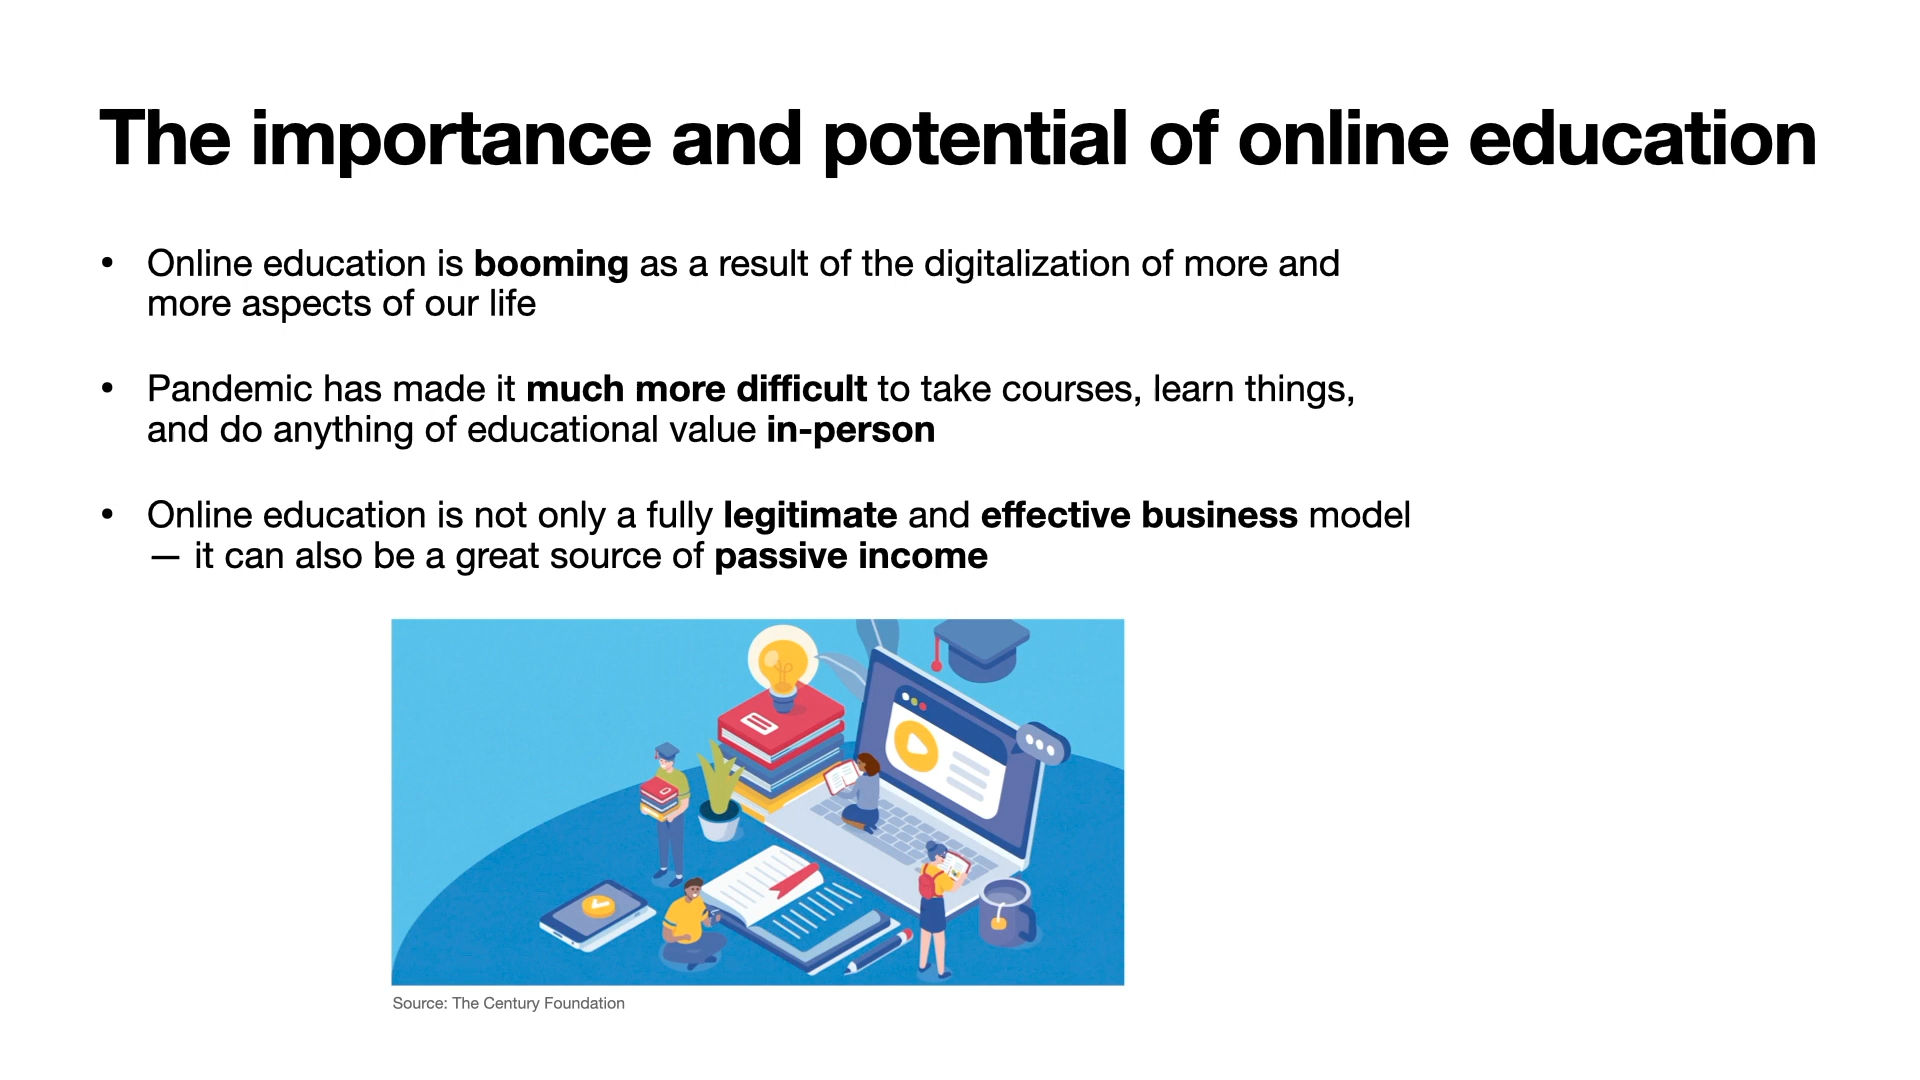 The importance and potential of online education
• Online education is booming as a result of the digitalization of more and
more aspects of our life
• Pandemic has made it much more difficult to take courses, learn things,
and do anything of educational value in-person
• Online education is not only a fully legitimate and effective business model
— it can also be a great source of passive income
Source: The Century Foundation